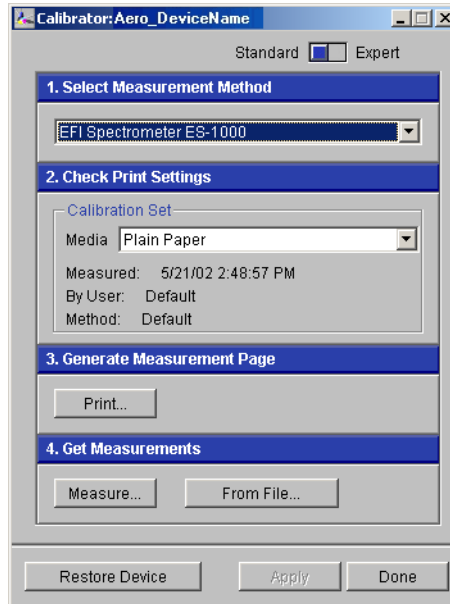 Calibrator:Aero_DeviceName
Standard Expert
1. Select Measurement Method
EFI Spectrometer ES-1000
2. Check Print Settings
Calibration Set
Media Plain Paper
Measured: 5/21/02 2:48:57 PM
By User: Default
Method: Default
3. Generate Measurement Page
Print...
4. Get Measurements
Measure... From File...
Restore Device Apply Done